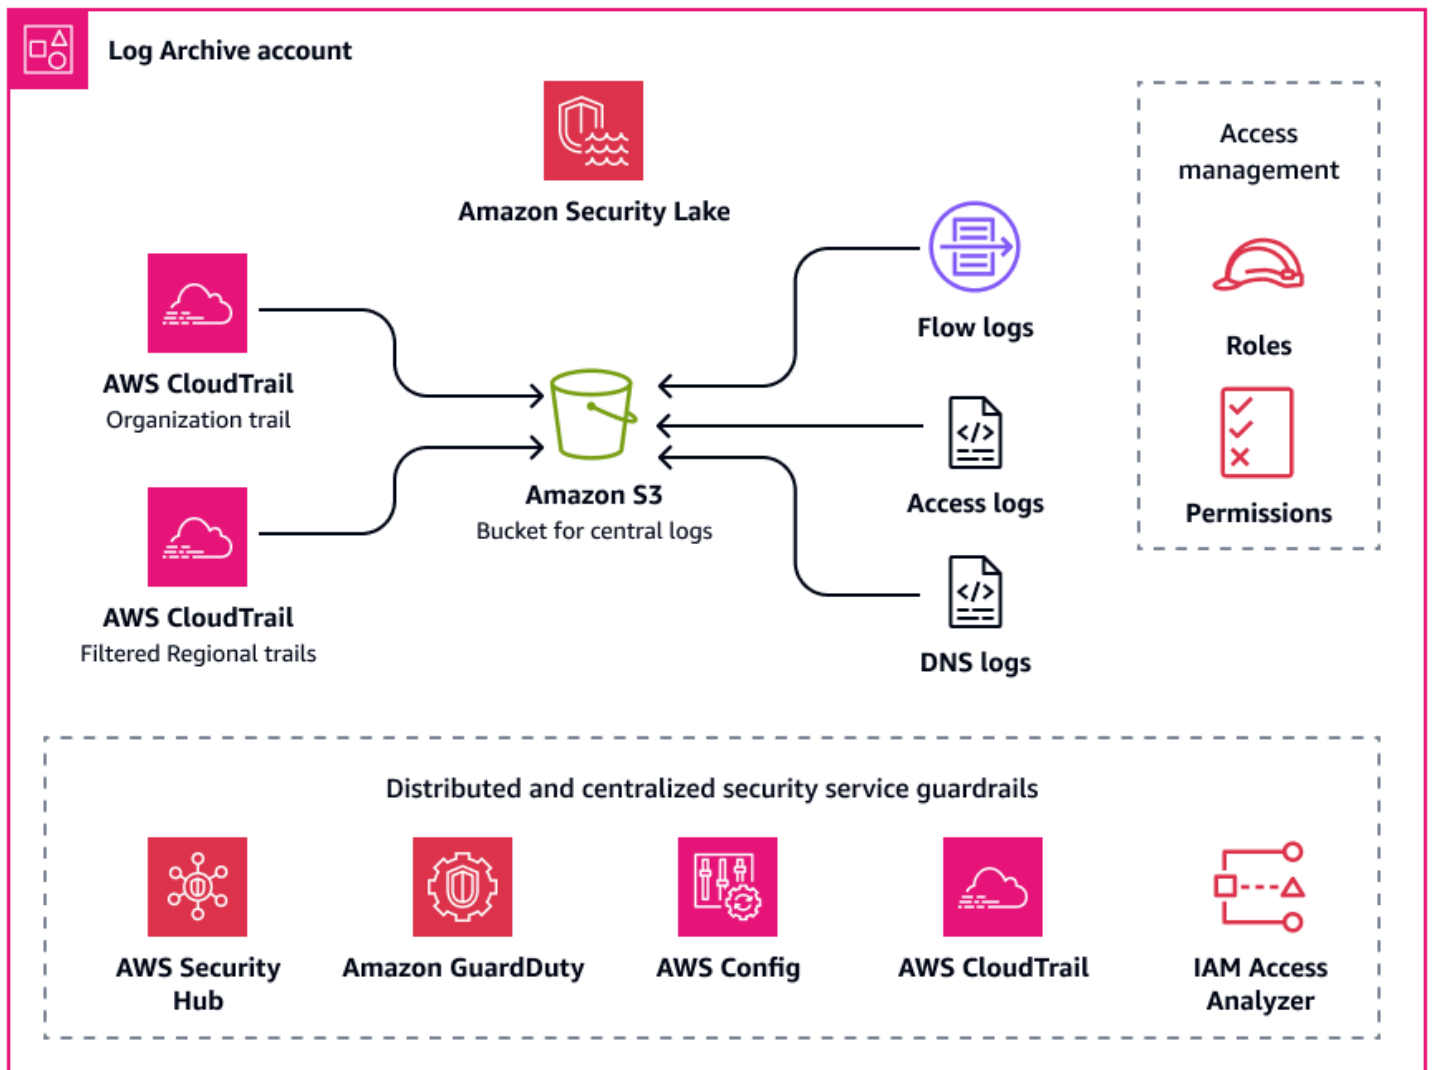 Log Archive account
Amazon Security Lake
Access
management
Flow logs
Roles
AWS CloudTrail
Organization trail
Amazon S3
Bucket for central logs
Access logs
Permissions
AWS CloudTrail
Filtered Regional trails
DNS logs
Distributed and centralized security service guardrails
AWS Security
Hub
Amazon GuardDuty
AWS Config
AWS CloudTrail
IAM Access
Analyzer